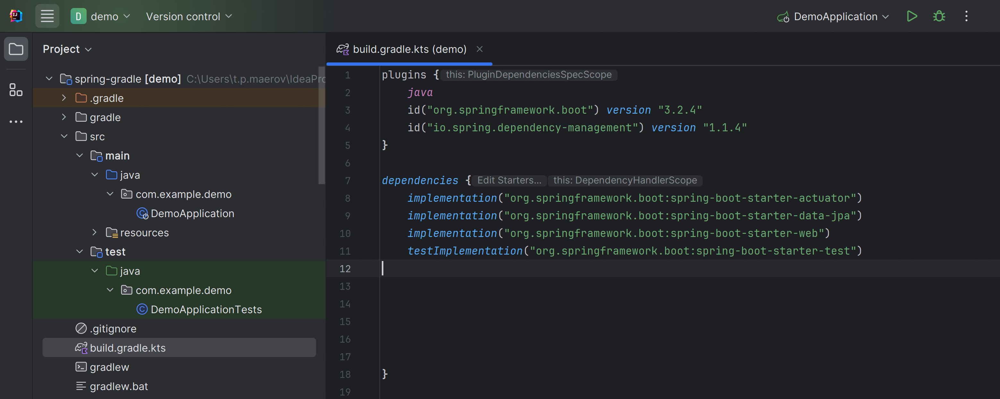 IJ
D demo Version control DemoApplication
Project
spring-gradle [demo] C:\Users\t.p.maerov\IdeaPro
.gradle
gradle
src
main
java
com.example.demo
DemoApplication
resources
test
java
com.example.demo
DemoApplicationTests
.gitignore
build.gradle.kts
gradlew
gradlew.bat
build.gradle.kts (demo)
1 plugins { this: PluginDependenciesSpecScope
2 java
3 id("org.springframework.boot") version "3.2.4"
4 id("io.spring.dependency-management") version "1.1.4"
5 }
6
7 dependencies { Edit Starters... this: DependencyHandlerScope
8 implementation("org.springframework.boot:spring-boot-starter-actuator")
9 implementation("org.springframework.boot:spring-boot-starter-data-jpa")
10 implementation("org.springframework.boot:spring-boot-starter-web")
11 testImplementation("org.springframework.boot:spring-boot-starter-test")
12
13
14
15
16
17
18 }
19